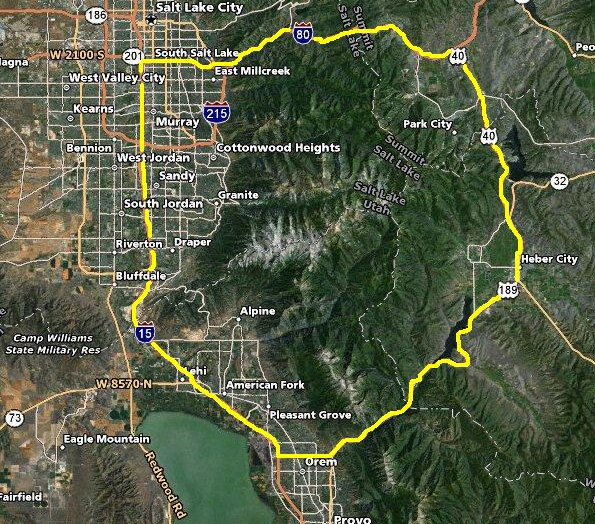 Salt Lake City
186
80
Summit
Salt Lake
W 2100 S
201
South Salt Lake
40
Magna
East Millcreek
West Valley City
Kearns
215
Murray
Park City
40
Bennion
Cottonwood Heights
Summit
Salt Lake
West Jordan
Sandy
32
Granite
Salt Lake
Utah
South Jordan
Riverton
Draper
Heber City
Bluffdale
189
Alpine
15
Camp Williams
State Military Res
Lehi
W 8570 N
American Fork
73
Pleasant Grove
Eagle Mountain
Redwood Rd
Orem
Fairfield
Provo